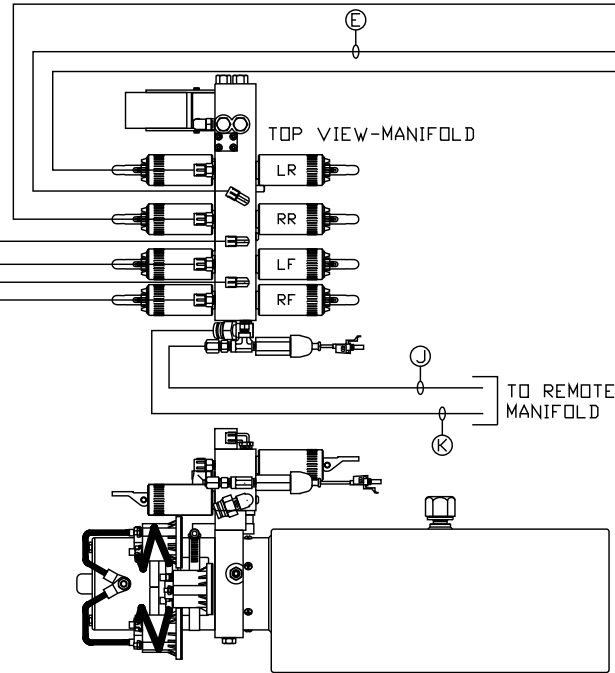 E
TOP VIEW-MANIFOLD
LR
RR
LF
RF
J
TO REMOTE
MANIFOLD
K